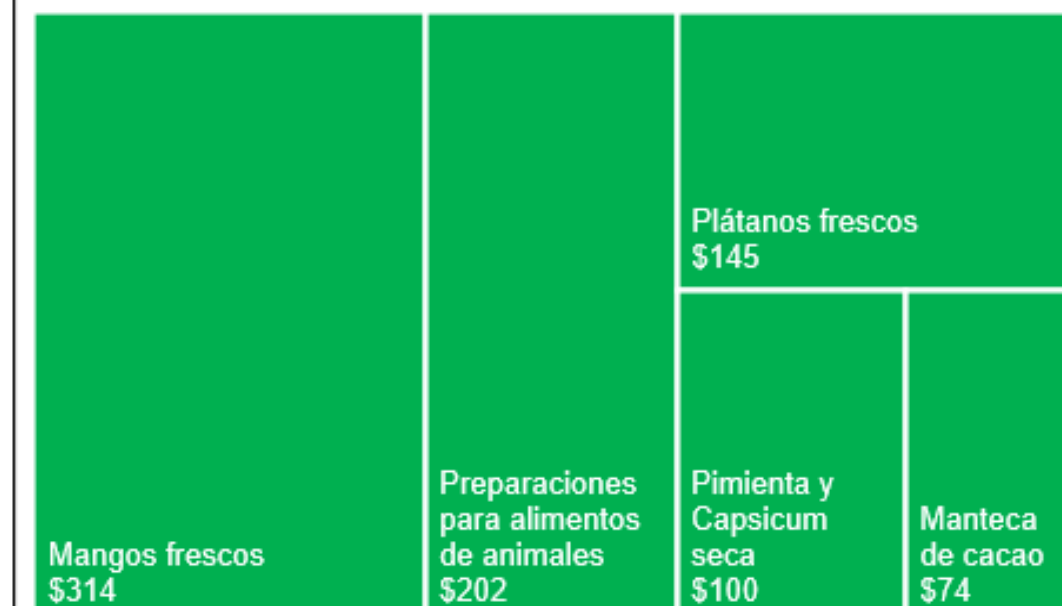 Mangos frescos
$314
Preparaciones
para alimentos
de animales
$202
Plátanos frescos
$145
Pimienta y
Capsicum
seca
$100
Manteca
de cacao
$74